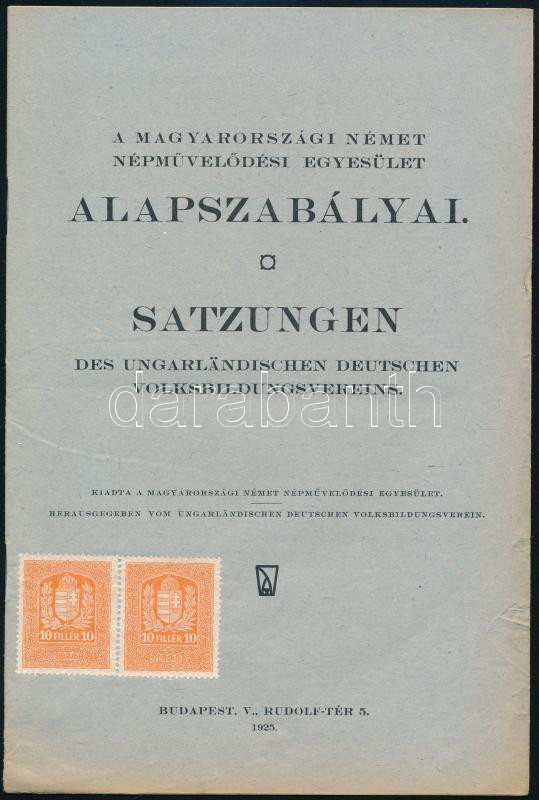 A MAGYARORSZÁGI NÉMET
NÉPMŰVELŐDÉSI EGYESÜLET
ALAPSZABÁLYAI.
¤
SATZUNGEN
DES UNGARLÄNDISCHEN DEUTSCHEN
VOLKSBILDUNGSVEREINS.
darabanth
KIADTA A MAGYARORSZÁGI NÉMET NÉPMŰVELŐDÉSI EGYESÜLET.
HERAUSGEGEBEN VOM UNGARLÄNDISCHEN DEUTSCHEN VOLKSBILDUNGSVEREIN.
10 FILLÉR 10
10 FILLÉR 10
BUDAPEST, V., RUDOLF-TÉR 5.
1925.